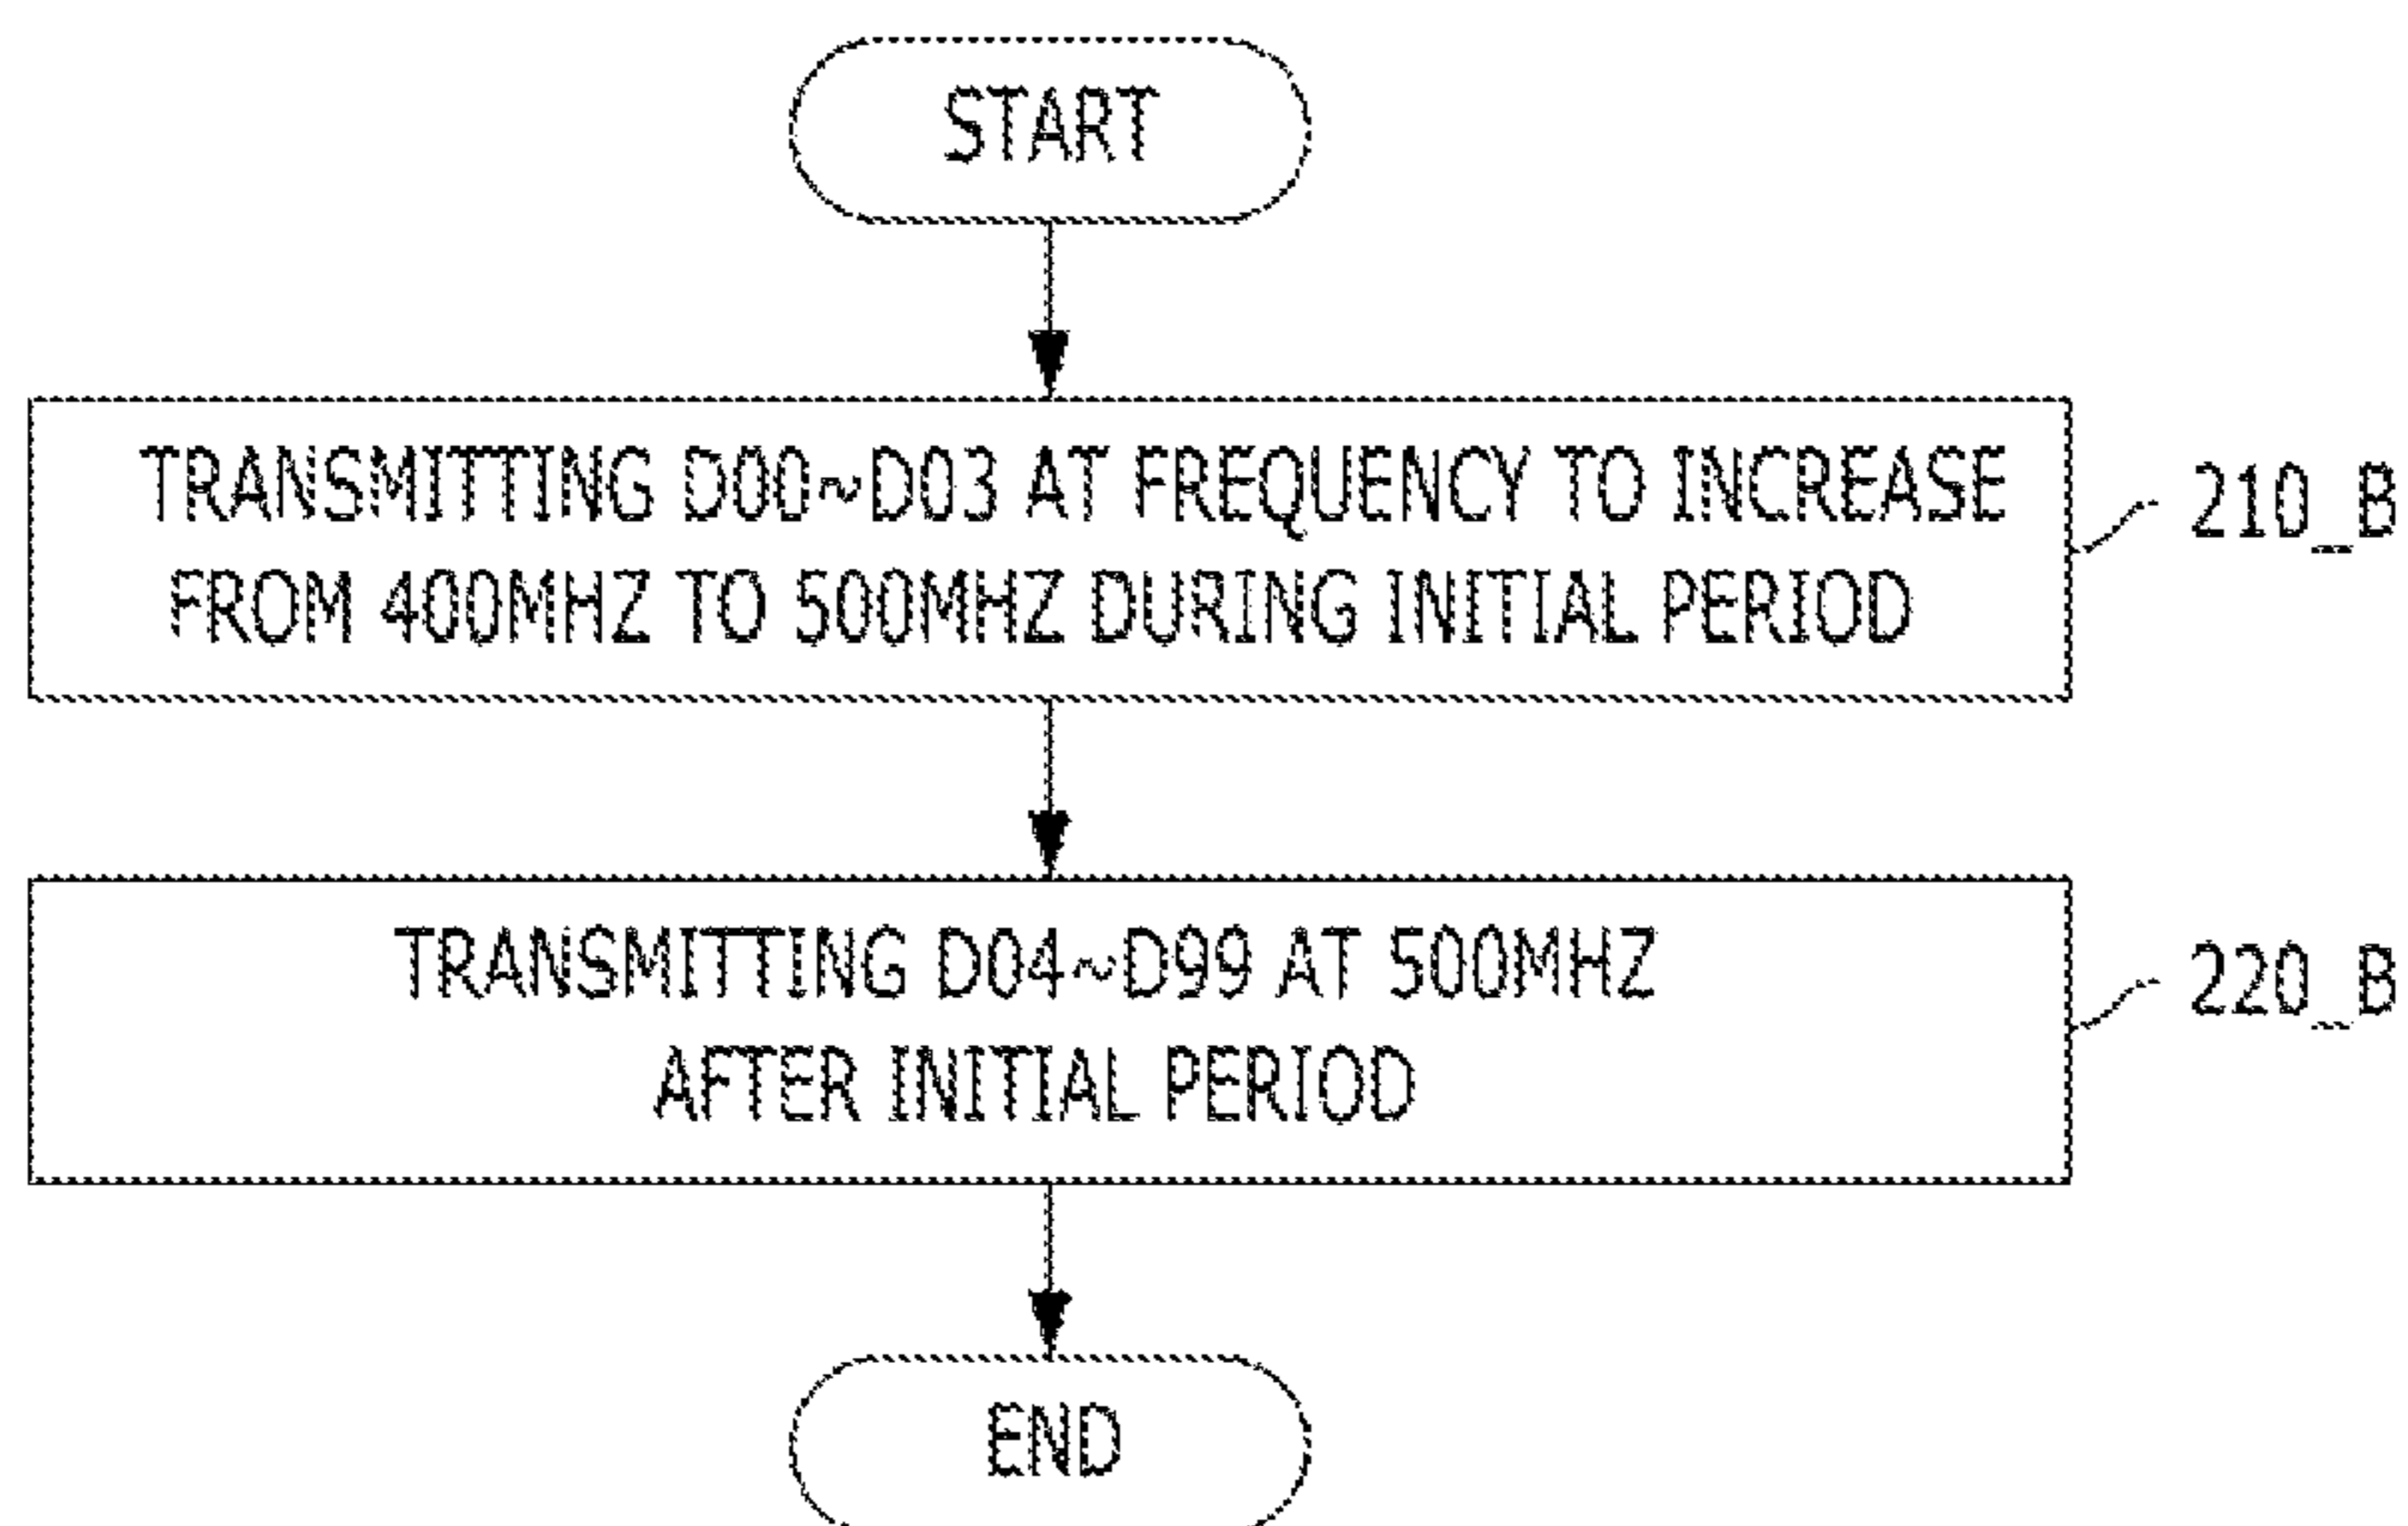 START
TRANSMITTING D00~D03 AT FREQUENCY TO INCREASE
FROM 400MHZ TO 500MHZ DURING INITIAL PERIOD
210_B
TRANSMITTING D04~D99 AT 500MHZ
AFTER INITIAL PERIOD
220_B
END